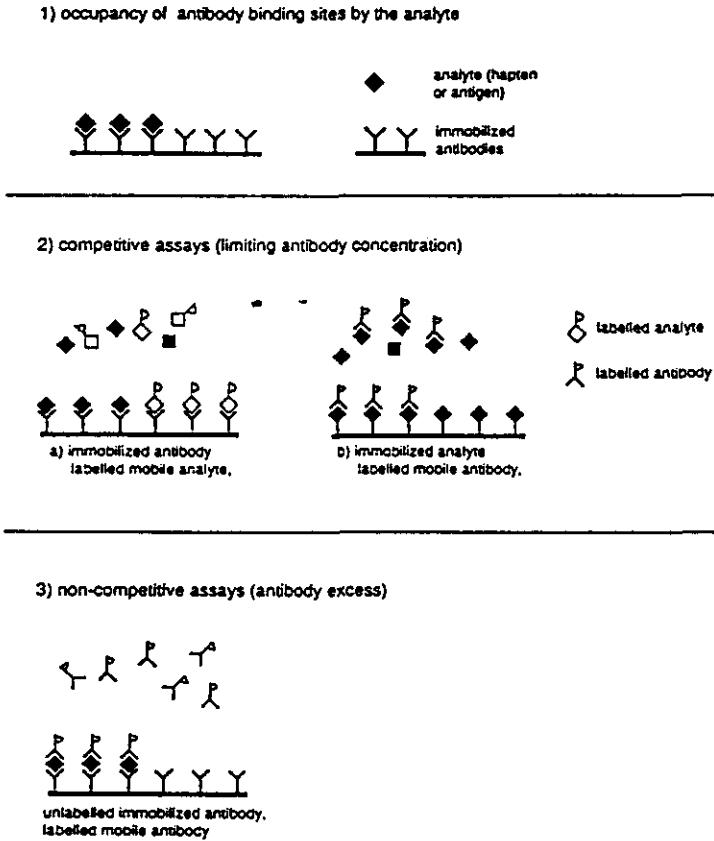 1) occupancy of antibody binding sites by the analyte
analyte (hapten
or antigen)
immobilized
antibodies
2) competitive assays (limiting antibody concentration)
labelled analyte
labelled antibody
a) immobilized antibody
labelled mobile analyte,
b) immobilized analyte
labelled mobile antibody,
3) non-competitive assays (antibody excess)
unlabelled immobilized antibody,
labelled mobile antibody